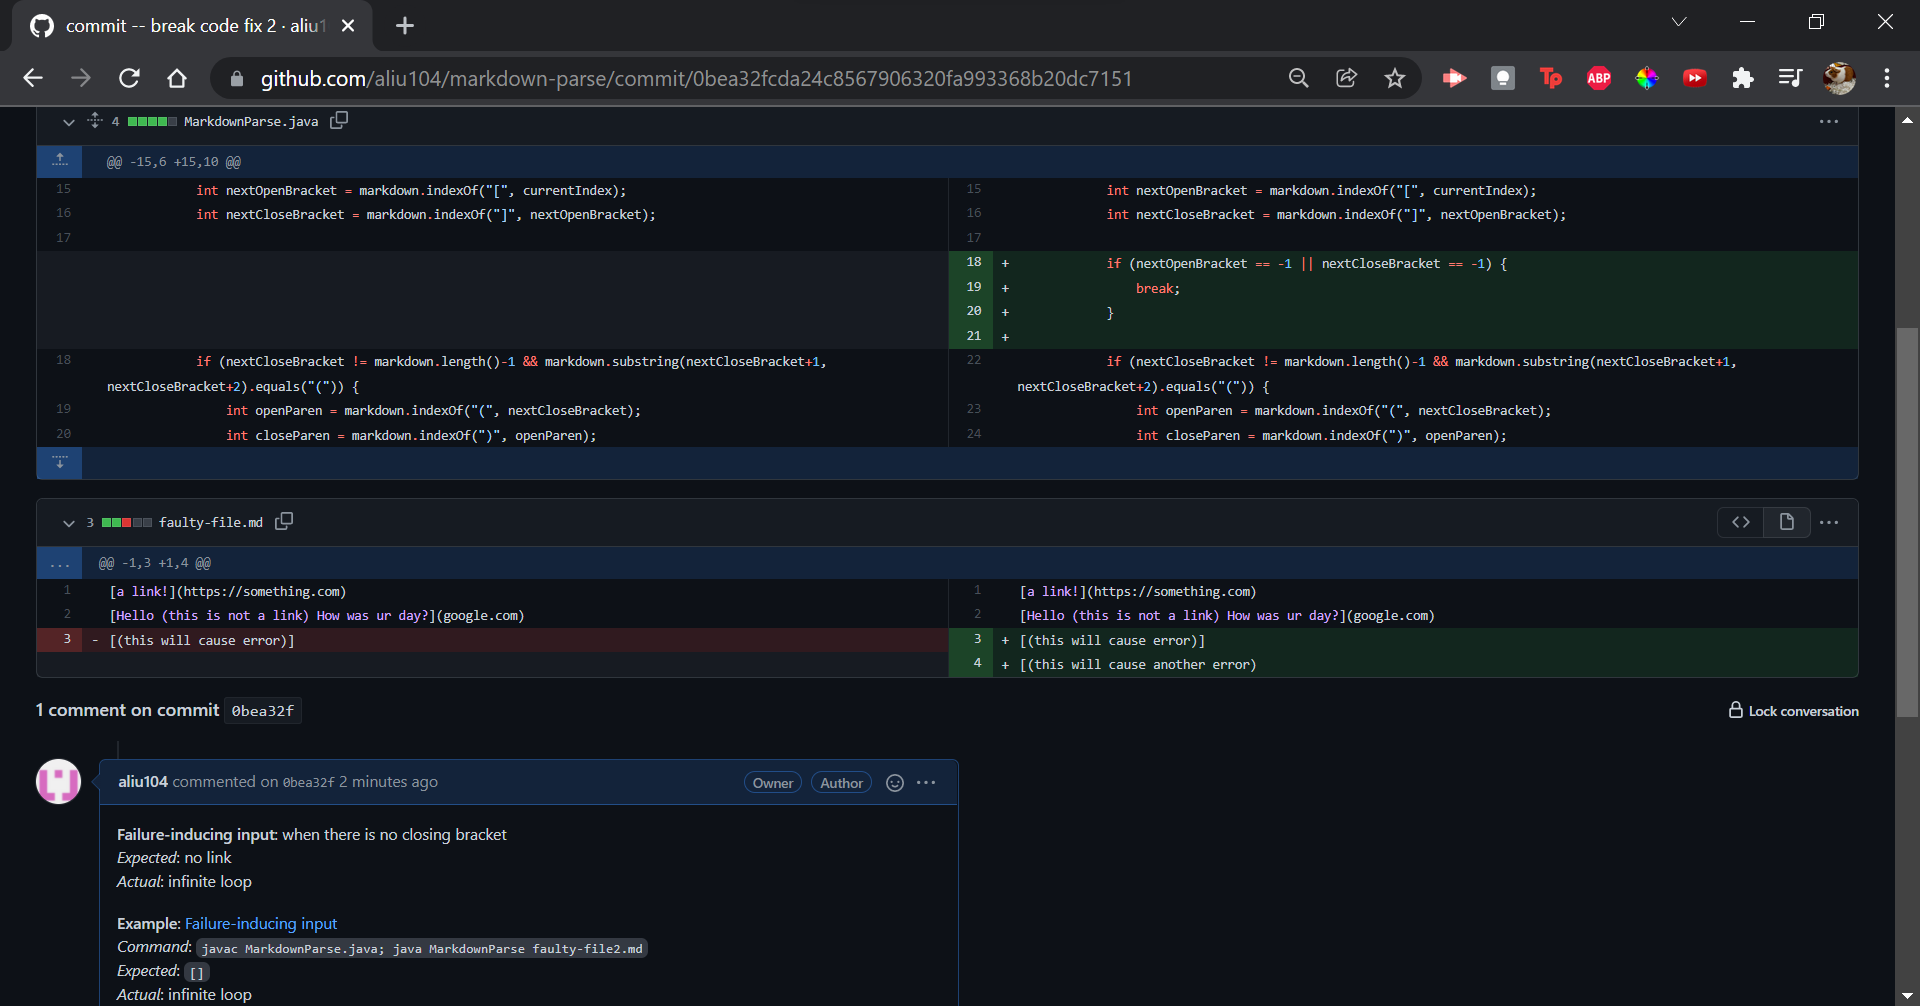 commit -- break code fix 2 · aliu1
github.com/aliu104/markdown-parse/commit/0bea32fcda24c8567906320fa993368b20dc7151
Tp
ABP
4 MarkdownParse.java
@@ -15,6 +15,10 @@
15 int nextOpenBracket = markdown.indexOf("[", currentIndex);
16 int nextCloseBracket = markdown.indexOf("]", nextOpenBracket);
17
18 if (nextCloseBracket != markdown.length()-1 && markdown.substring(nextCloseBracket+1,
nextCloseBracket+2).equals("(")) {
19 int openParen = markdown.indexOf("(", nextCloseBracket);
20 int closeParen = markdown.indexOf(")", openParen);
15 int nextOpenBracket = markdown.indexOf("[", currentIndex);
16 int nextCloseBracket = markdown.indexOf("]", nextOpenBracket);
17
18 + if (nextOpenBracket == -1 || nextCloseBracket == -1) {
19 + break;
20 + }
21 +
22 if (nextCloseBracket != markdown.length()-1 && markdown.substring(nextCloseBracket+1,
nextCloseBracket+2).equals("(")) {
23 int openParen = markdown.indexOf("(", nextCloseBracket);
24 int closeParen = markdown.indexOf(")", openParen);
3 faulty-file.md
... @@ -1,3 +1,4 @@
1 [a link!](https://something.com)
2 [Hello (this is not a link) How was ur day?](google.com)
3 - [(this will cause error)]
1 [a link!](https://something.com)
2 [Hello (this is not a link) How was ur day?](google.com)
3 + [(this will cause error)]
4 + [(this will cause another error)
1 comment on commit 0bea32f
Lock conversation
aliu104 commented on 0bea32f 2 minutes ago
Owner Author
Failure-inducing input: when there is no closing bracket
Expected: no link
Actual: infinite loop
Example: Failure-inducing input
Command: javac MarkdownParse.java; java MarkdownParse faulty-file2.md
Expected: []
Actual: infinite loop